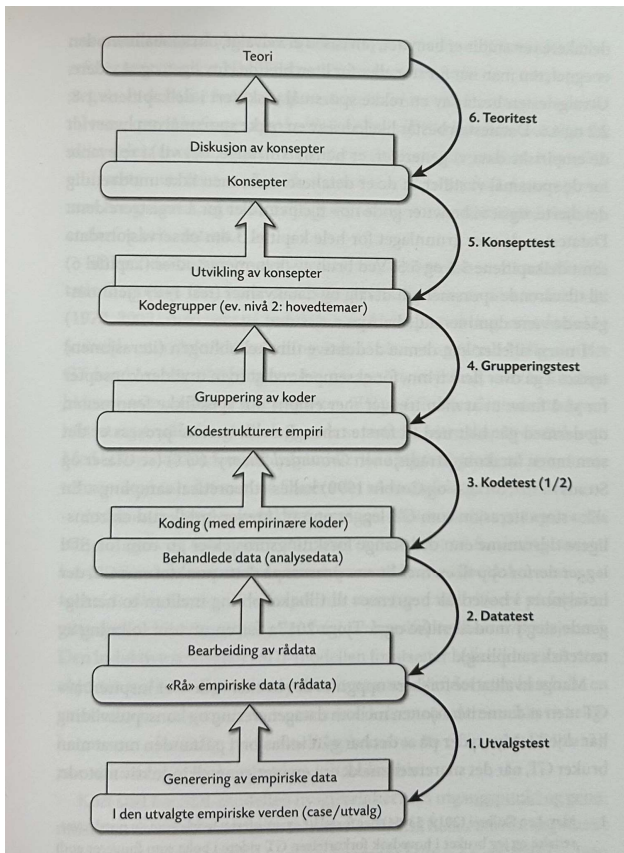 Teori
6. Teoritest
Diskusjon av konsepter
Konsepter
5. Konsepttest
Utvikling av konsepter
Kodegrupper (ev. nivå 2: hovedtemaer)
4. Grupperingstest
Gruppering av koder
Kodestrukturert empiri
3. Kodetest (1/2)
Koding (med empirinære koder)
Behandlede data (analysedata)
2. Datatest
Bearbeiding av rådata
«Rå» empiriske data (rådata)
1. Utvalgstest
Generering av empiriske data
I den utvalgte empiriske verden (case/utvalg)